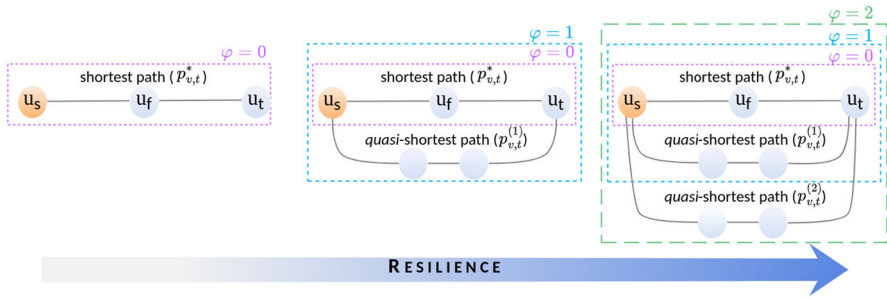 φ = 0
shortest path (p*v,t)
us uf ut
φ = 1
φ = 0
shortest path (p*v,t)
us uf ut
quasi-shortest path (p(1)v,t)
φ = 2
φ = 1
φ = 0
shortest path (p*v,t)
us uf ut
quasi-shortest path (p(1)v,t)
quasi-shortest path (p(2)v,t)
RESILIENCE